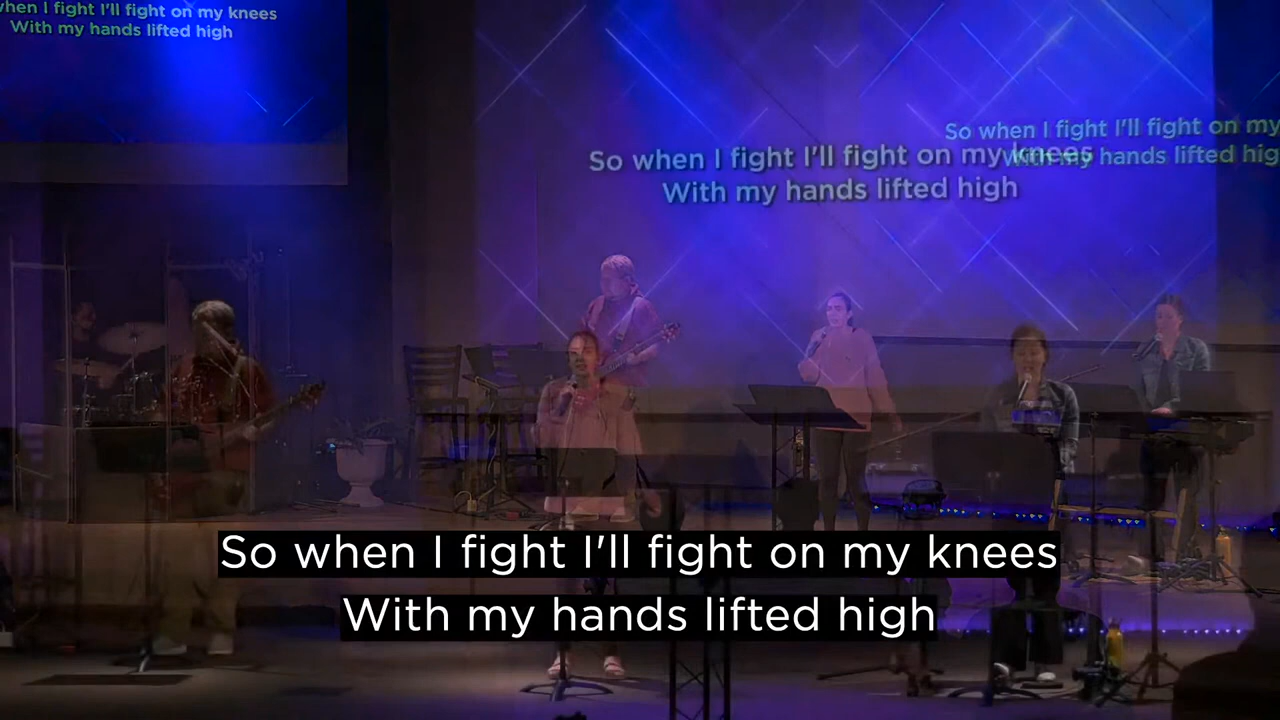 when I fight I'll fight on my knees
With my hands lifted high
So when I fight I'll fight on my knees
With my hands lifted high
So when I fight I'll fight on my
With my hands lifted hig
So when I fight I'll fight on my knees
With my hands lifted high